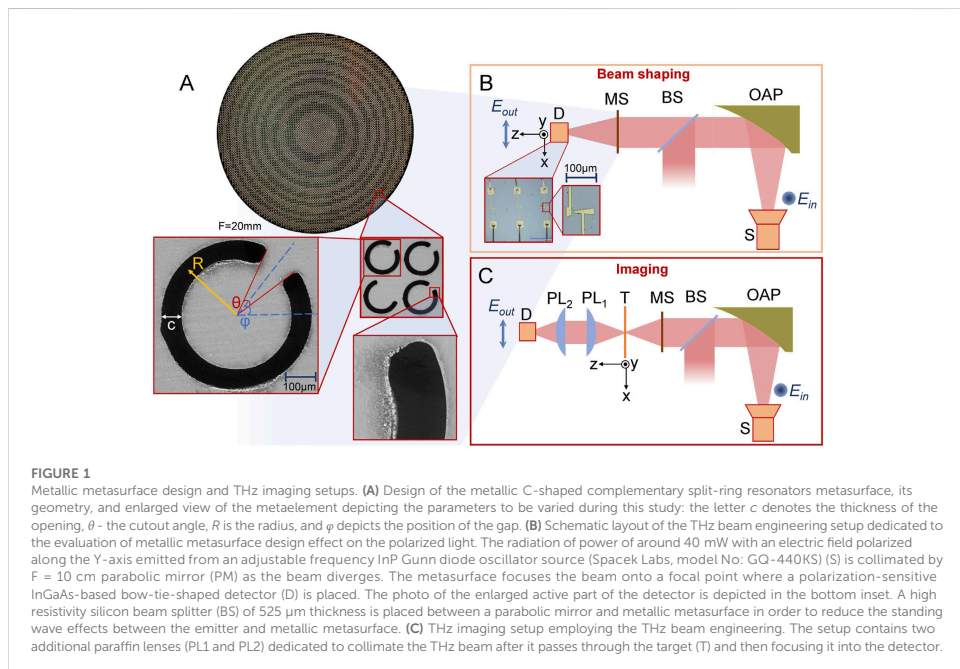 A
F=20mm
R
θ
φ
c
100μm
B
Beam shaping
E_out
D
MS
BS
OAP
y
z
x
100μm
E_in
S
C
Imaging
E_out
D
PL₂
PL₁
T
MS
BS
OAP
z
y
x
E_in
S
FIGURE 1
Metallic metasurface design and THz imaging setups. (A) Design of the metallic C-shaped complementary split-ring resonators metasurface, its
geometry, and enlarged view of the metaelement depicting the parameters to be varied during this study: the letter c denotes the thickness of the
opening, θ - the cutout angle, R is the radius, and φ depicts the position of the gap. (B) Schematic layout of the THz beam engineering setup dedicated to
the evaluation of metallic metasurface design effect on the polarized light. The radiation of power of around 40 mW with an electric field polarized
along the Y-axis emitted from an adjustable frequency InP Gunn diode oscillator source (Spacek Labs, model No: GQ-440KS) (S) is collimated by
F = 10 cm parabolic mirror (PM) as the beam diverges. The metasurface focuses the beam onto a focal point where a polarization-sensitive
InGaAs-based bow-tie-shaped detector (D) is placed. The photo of the enlarged active part of the detector is depicted in the bottom inset. A high
resistivity silicon beam splitter (BS) of 525 μm thickness is placed between a parabolic mirror and metallic metasurface in order to reduce the standing
wave effects between the emitter and metallic metasurface. (C) THz imaging setup employing the THz beam engineering. The setup contains two
additional paraffin lenses (PL1 and PL2) dedicated to collimate the THz beam after it passes through the target (T) and then focusing it into the detector.